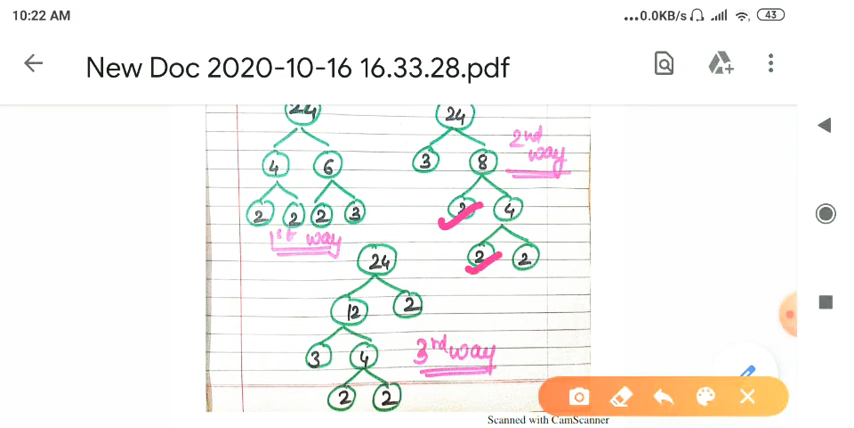 10:22 AM
...0.0KB/s 43
New Doc 2020-10-16 16.33.28.pdf
24 24
2nd
way
4 6 3 8
2 2 2 3 2 4
1st way
24 2 2
12 2
3 4 3rd way
2 2
Scanned with CamScanner